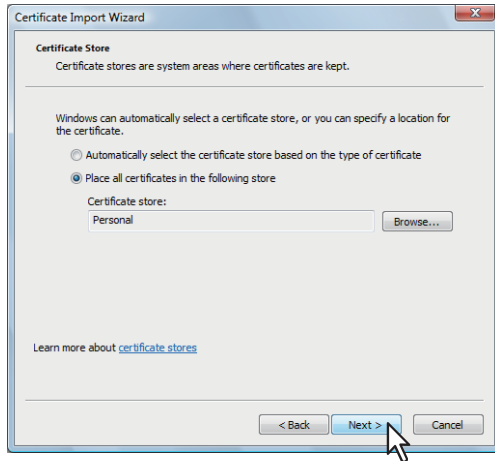 Certificate Import Wizard
X
Certificate Store
Certificate stores are system areas where certificates are kept.
Windows can automatically select a certificate store, or you can specify a location for
the certificate.
Automatically select the certificate store based on the type of certificate
Place all certificates in the following store
Certificate store:
Personal
Browse...
Learn more about certificate stores
< Back
Next >
Cancel